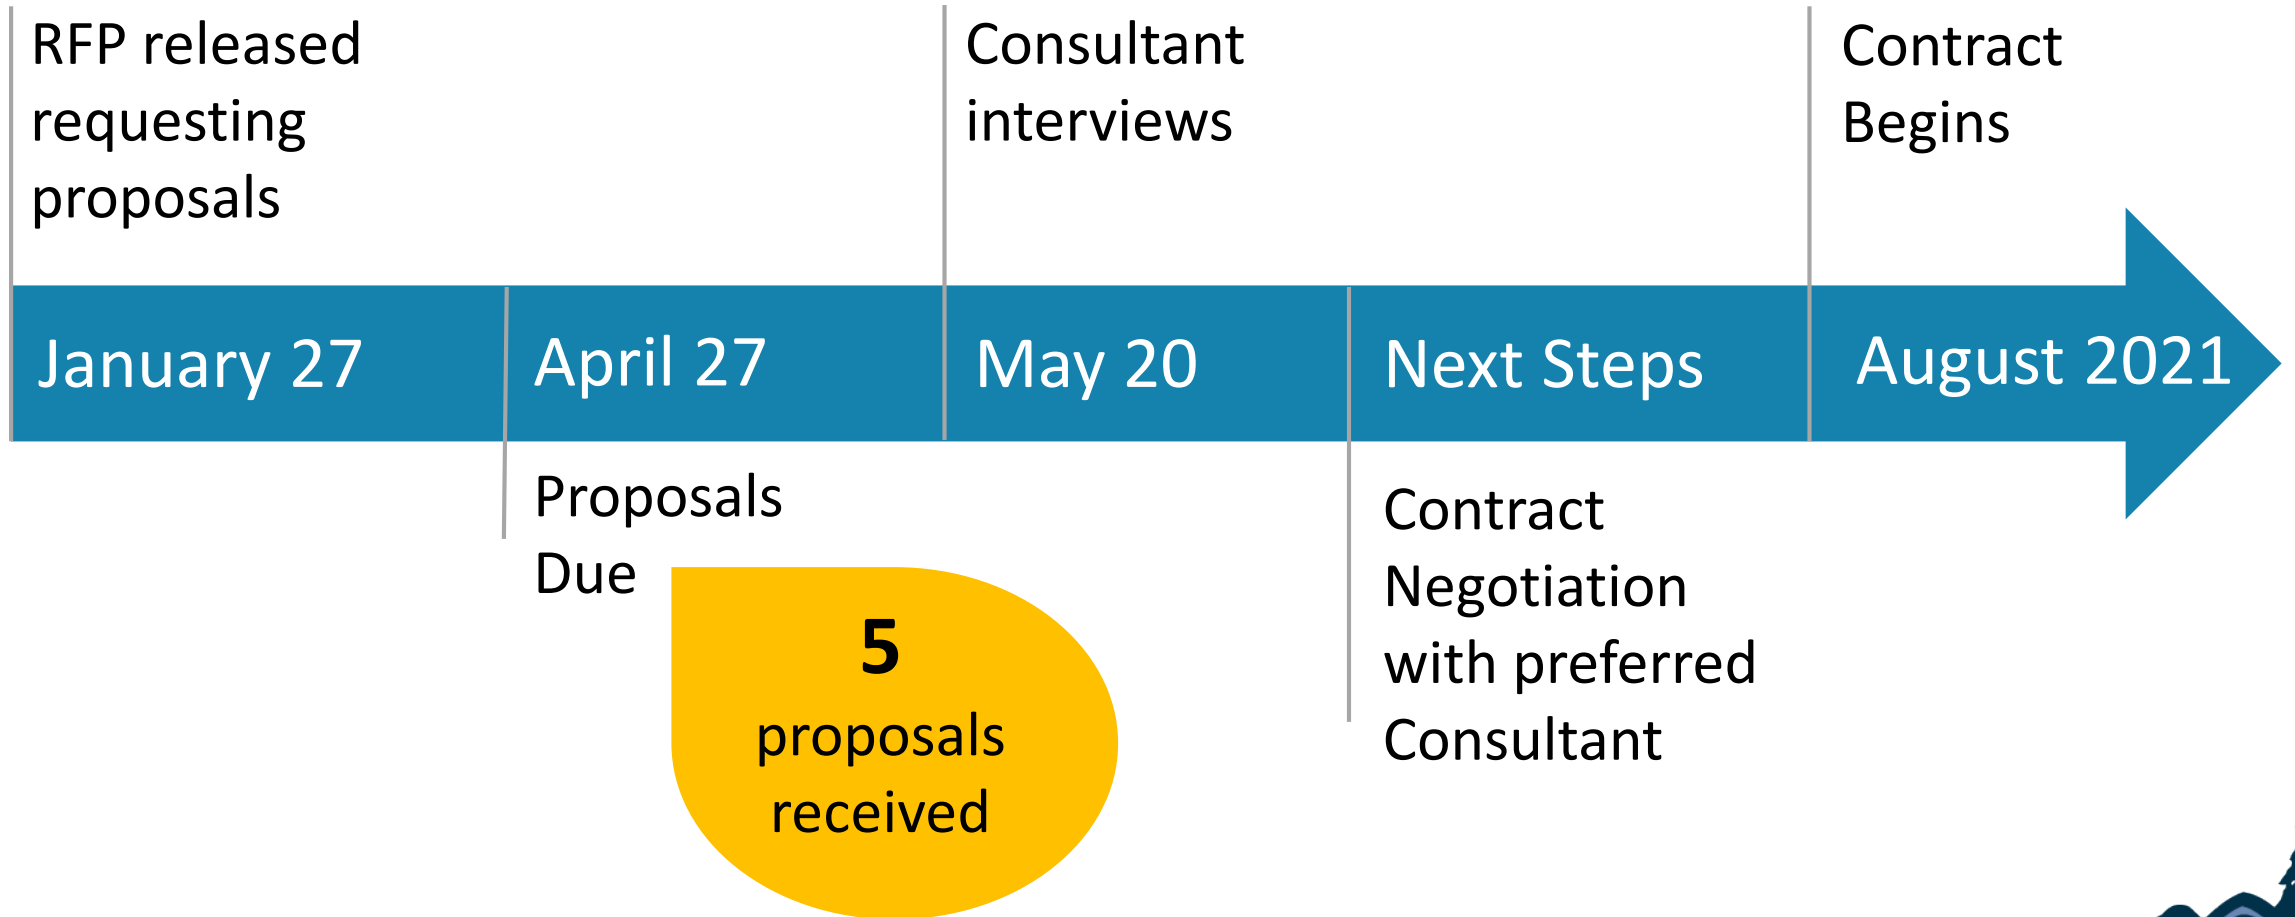 RFP released
requesting
proposals
Consultant
interviews
Contract
Begins
January 27
April 27
May 20
Next Steps
August 2021
Proposals
Due
5
proposals
received
Contract
Negotiation
with preferred
Consultant